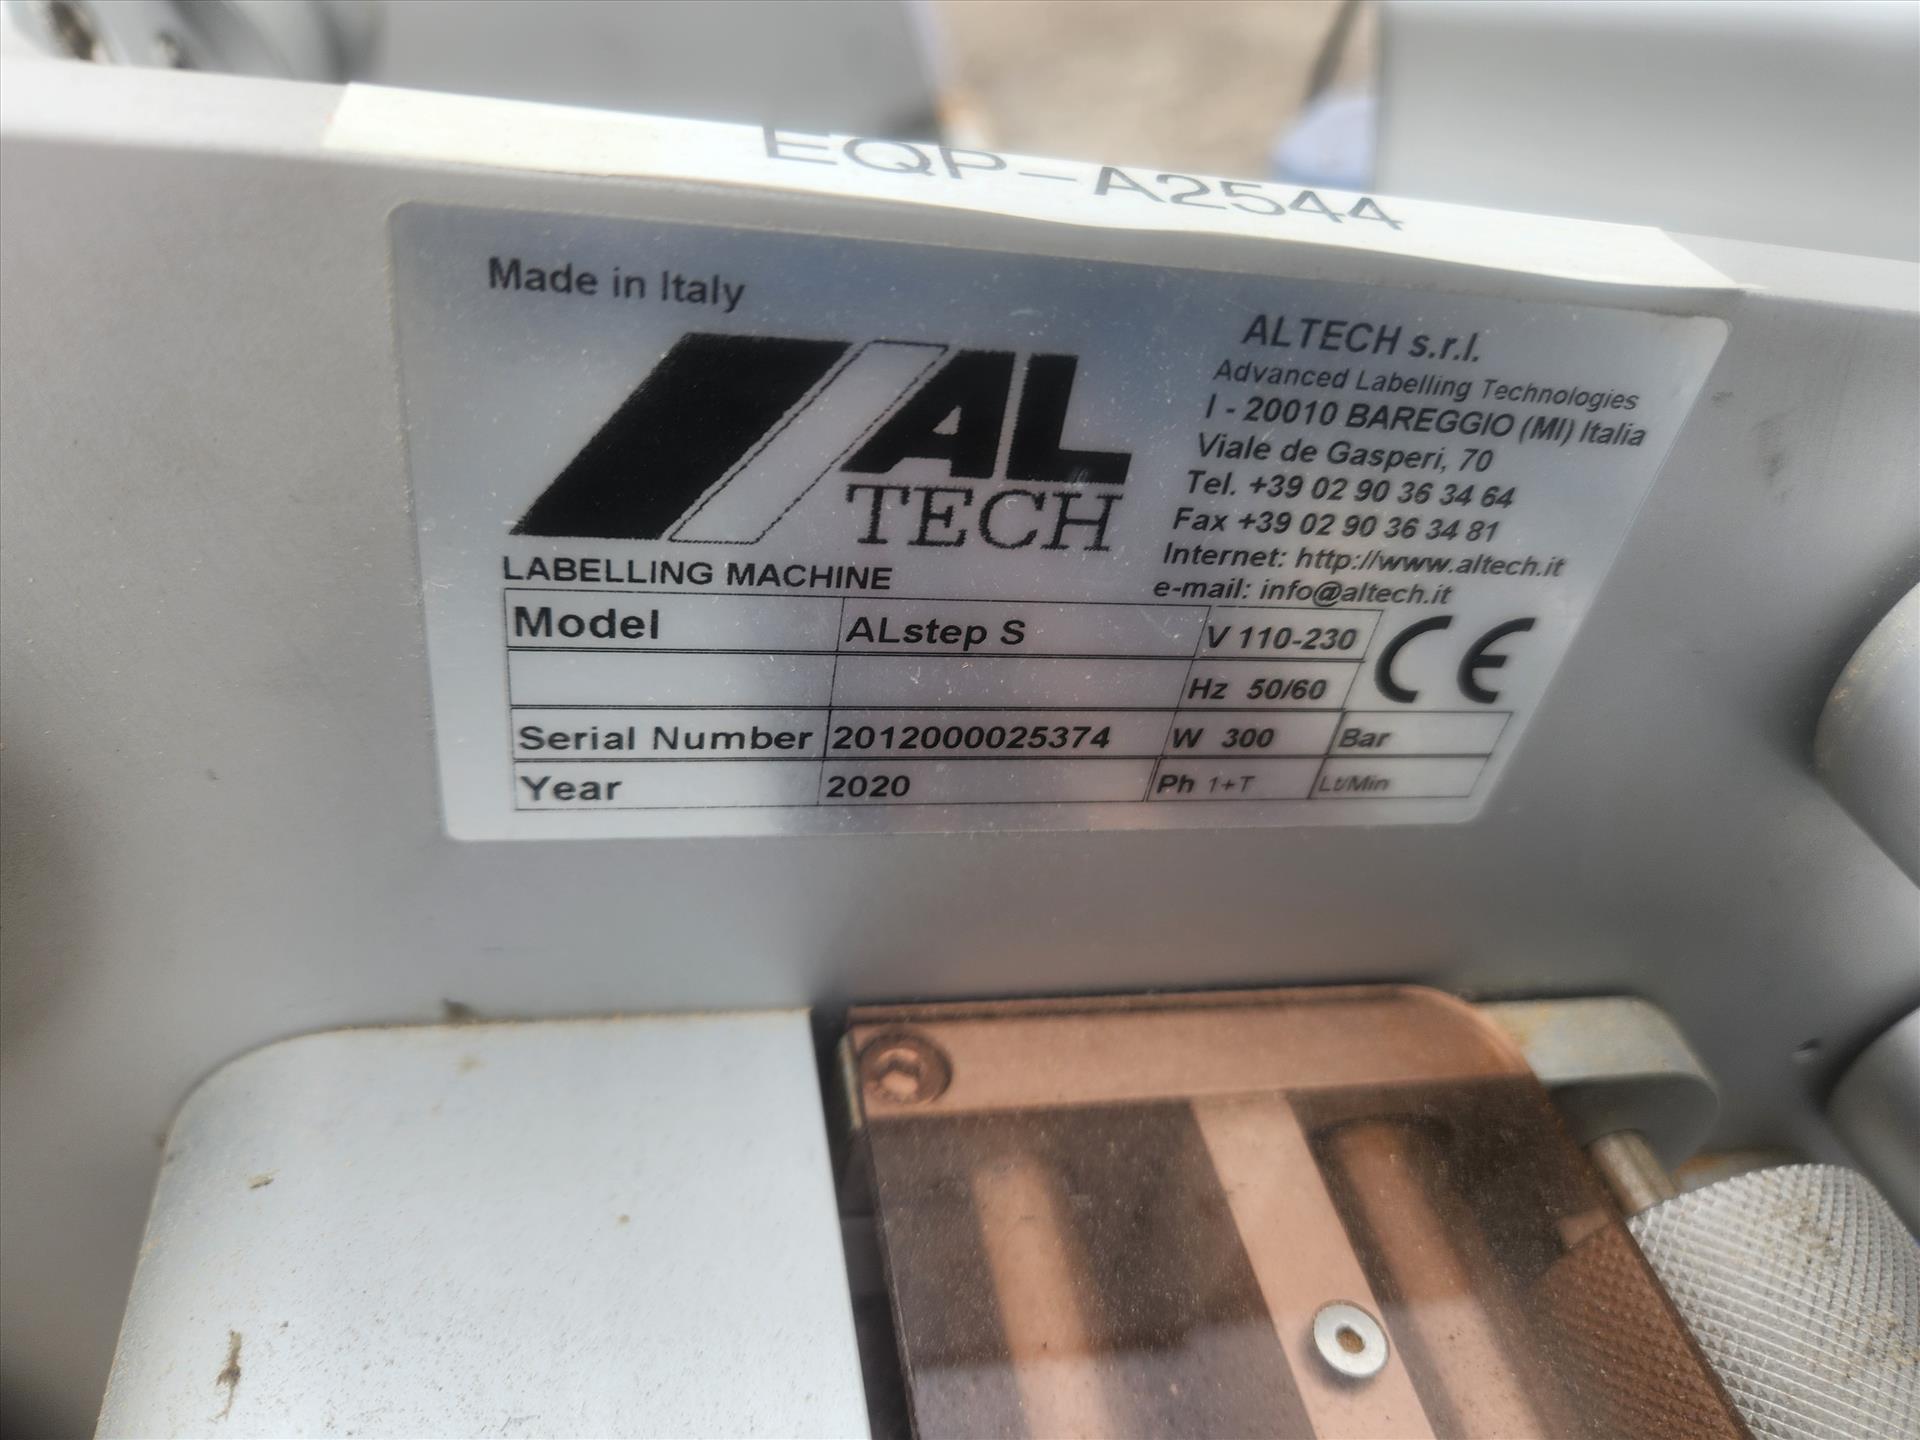 EQP-A2544
Made in Italy
AL
TECH
ALTECH s.r.l.
Advanced Labelling Technologies
I - 20010 BAREGGIO (MI) Italia
Viale de Gasperi, 70
Tel. +39 02 90 36 34 64
Fax +39 02 90 36 34 81
Internet: http://www.altech.it
e-mail: info@altech.it
LABELLING MACHINE
Model ALstep S V 110-230 CE
Hz 50/60
Serial Number 2012000025374 W 300 Bar
Year 2020 Ph 1+T Lt/Min